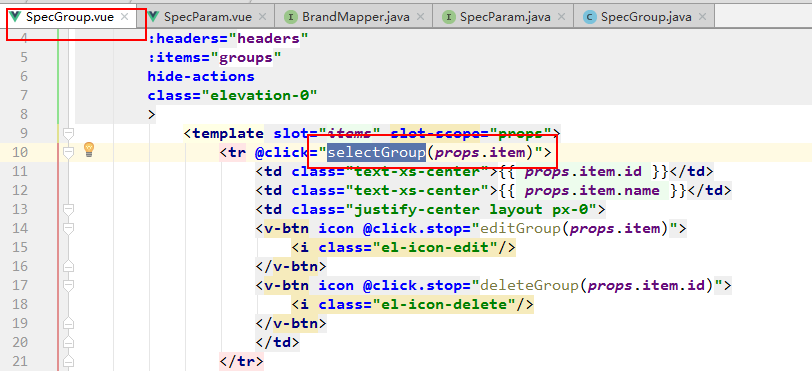 SpecGroup.vue × SpecParam.vue × BrandMapper.java × SpecParam.java × SpecGroup.java ×
4 :headers="headers"
5 :items="groups"
6 hide-actions
7 class="elevation-0"
8 >
9 <template slot="items" slot-scope="props">
10 <tr @click="selectGroup(props.item)">
11 <td class="text-xs-center">{{ props.item.id }}</td>
12 <td class="text-xs-center">{{ props.item.name }}</td>
13 <td class="justify-center layout px-0">
14 <v-btn icon @click.stop="editGroup(props.item)">
15 <i class="el-icon-edit"/>
16 </v-btn>
17 <v-btn icon @click.stop="deleteGroup(props.item.id)">
18 <i class="el-icon-delete"/>
19 </v-btn>
20 </td>
21 </tr>